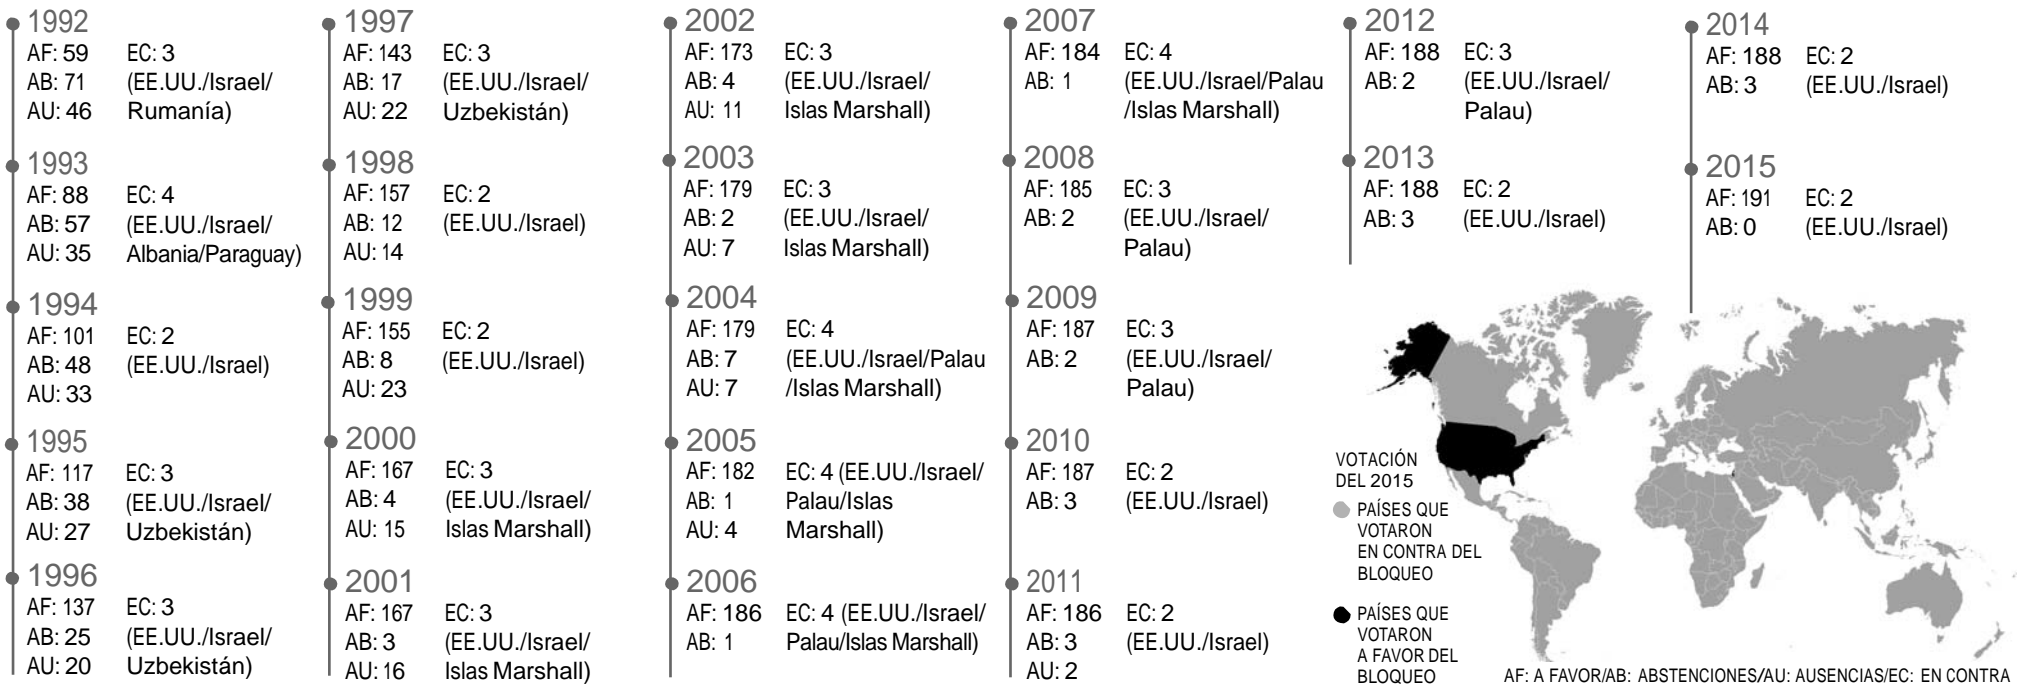 1992
AF: 59 EC: 3
AB: 71 (EE.UU./Israel/
AU: 46 Rumanía)
1993
AF: 88 EC: 4
AB: 57 (EE.UU./Israel/
AU: 35 Albania/Paraguay)
1994
AF: 101 EC: 2
AB: 48 (EE.UU./Israel)
AU: 33
1995
AF: 117 EC: 3
AB: 38 (EE.UU./Israel/
AU: 27 Uzbekistán)
1996
AF: 137 EC: 3
AB: 25 (EE.UU./Israel/
AU: 20 Uzbekistán)
1997
AF: 143 EC: 3
AB: 17 (EE.UU./Israel/
AU: 22 Uzbekistán)
1998
AF: 157 EC: 2
AB: 12 (EE.UU./Israel)
AU: 14
1999
AF: 155 EC: 2
AB: 8 (EE.UU./Israel)
AU: 23
2000
AF: 167 EC: 3
AB: 4 (EE.UU./Israel/
AU: 15 Islas Marshall)
2001
AF: 167 EC: 3
AB: 3 (EE.UU./Israel/
AU: 16 Islas Marshall)
2002
AF: 173 EC: 3
AB: 4 (EE.UU./Israel/
AU: 11 Islas Marshall)
2003
AF: 179 EC: 3
AB: 2 (EE.UU./Israel/
AU: 7 Islas Marshall)
2004
AF: 179 EC: 4
AB: 7 (EE.UU./Israel/Palau
AU: 7 /Islas Marshall)
2005
AF: 182 EC: 4 (EE.UU./Israel/
AB: 1 Palau/Islas
AU: 4 Marshall)
2006
AF: 186 EC: 4 (EE.UU./Israel/
AB: 1 Palau/Islas Marshall)
2007
AF: 184 EC: 4
AB: 1 (EE.UU./Israel/Palau
/Islas Marshall)
2008
AF: 185 EC: 3
AB: 2 (EE.UU./Israel/
Palau)
2009
AF: 187 EC: 3
AB: 2 (EE.UU./Israel/
Palau)
2010
AF: 187 EC: 2
AB: 3 (EE.UU./Israel)
2011
AF: 186 EC: 2
AB: 3 (EE.UU./Israel)
AU: 2
2012
AF: 188 EC: 3
AB: 2 (EE.UU./Israel/
Palau)
2013
AF: 188 EC: 2
AB: 3 (EE.UU./Israel)
2014
AF: 188 EC: 2
AB: 3 (EE.UU./Israel)
2015
AF: 191 EC: 2
AB: 0 (EE.UU./Israel)
VOTACIÓN
DEL 2015
PAÍSES QUE
VOTARON
EN CONTRA DEL
BLOQUEO
PAÍSES QUE
VOTARON
A FAVOR DEL
BLOQUEO
AF: A FAVOR/AB: ABSTENCIONES/AU: AUSENCIAS/EC: EN CONTRA